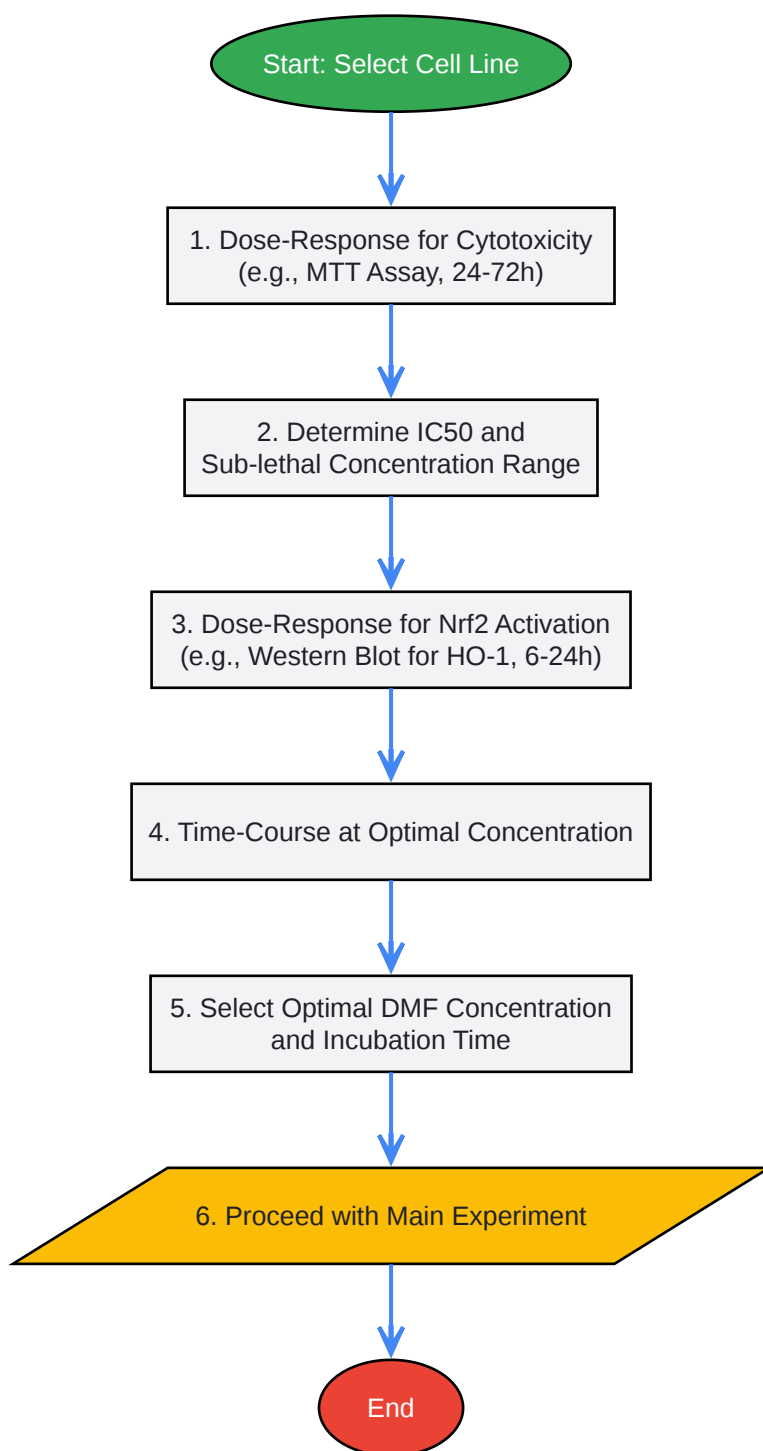 Start: Select Cell Line
1. Dose-Response for Cytotoxicity
(e.g., MTT Assay, 24-72h)
2. Determine IC50 and
Sub-lethal Concentration Range
3. Dose-Response for Nrf2 Activation
(e.g., Western Blot for HO-1, 6-24h)
4. Time-Course at Optimal Concentration
5. Select Optimal DMF Concentration
and Incubation Time
6. Proceed with Main Experiment
End